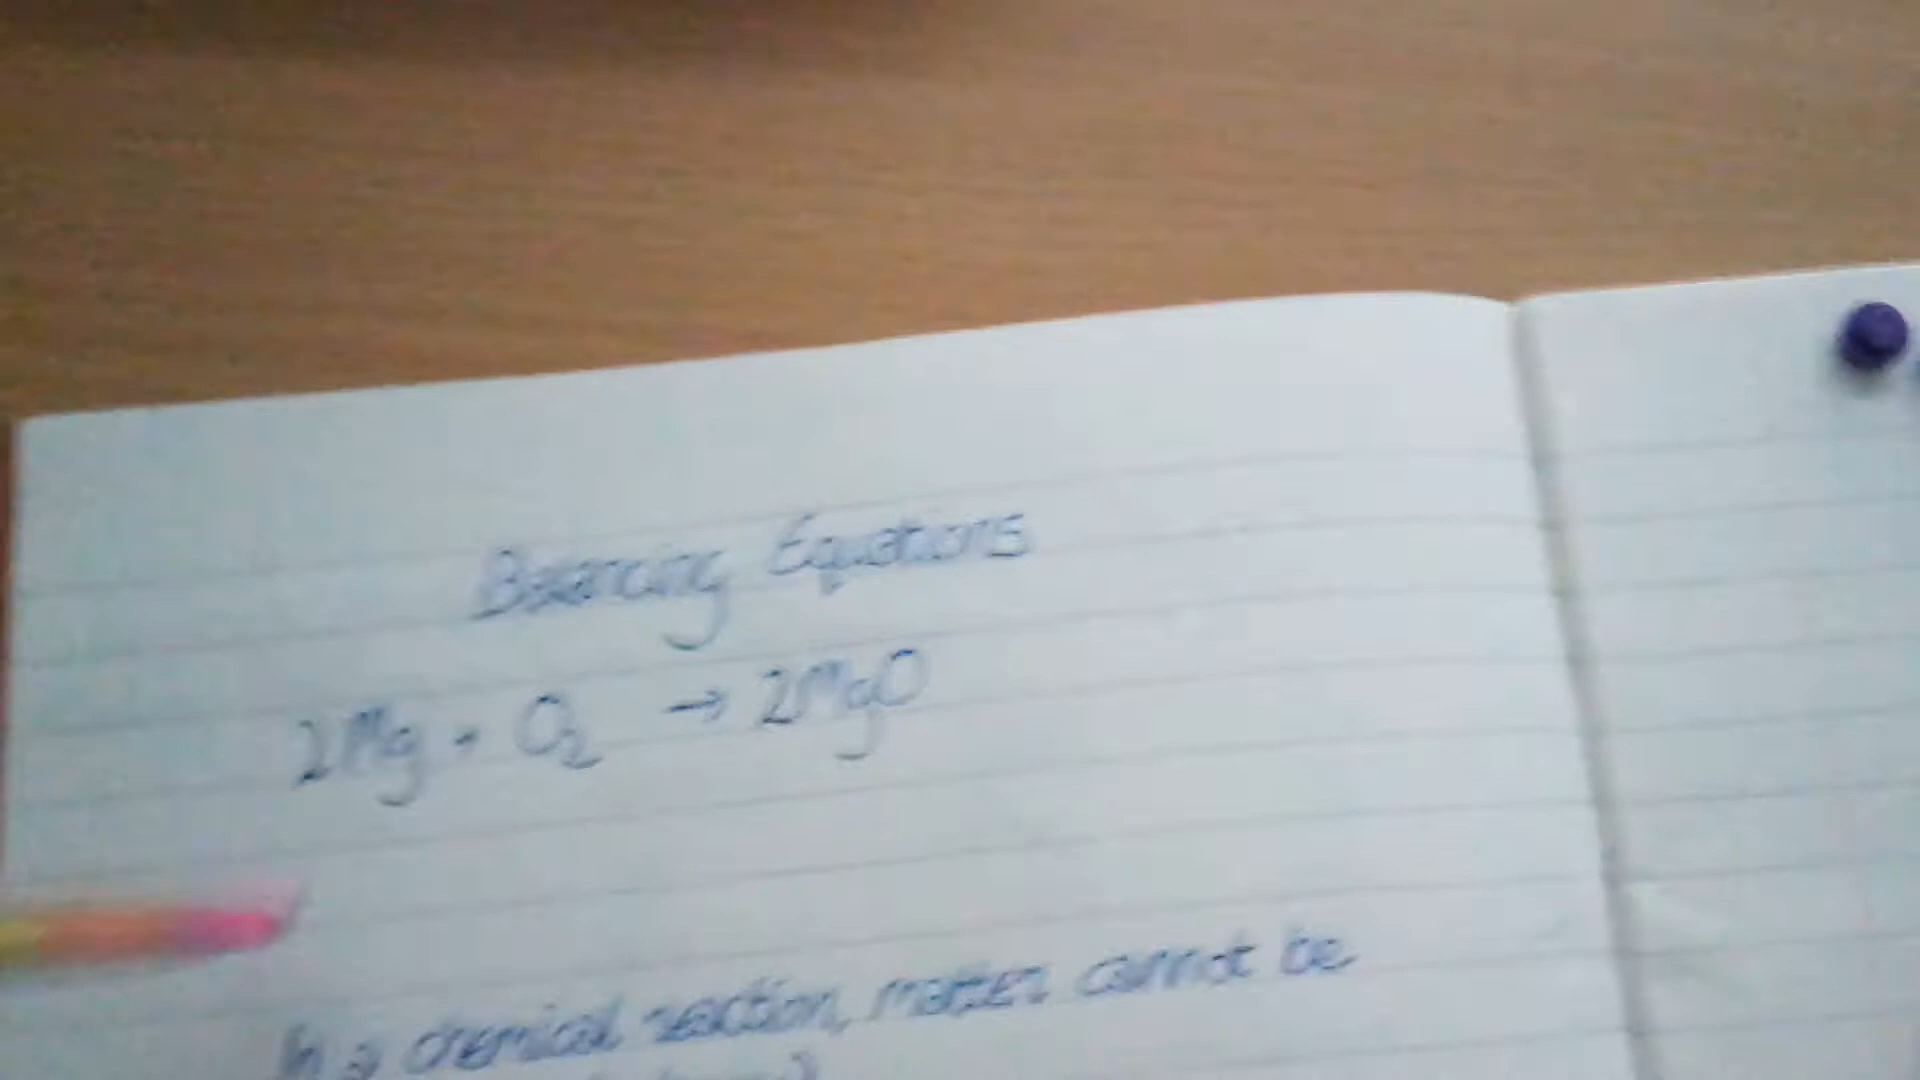 Balancing Equations
2Mg + O₂ → 2MgO
In a chemical reaction, matter cannot be